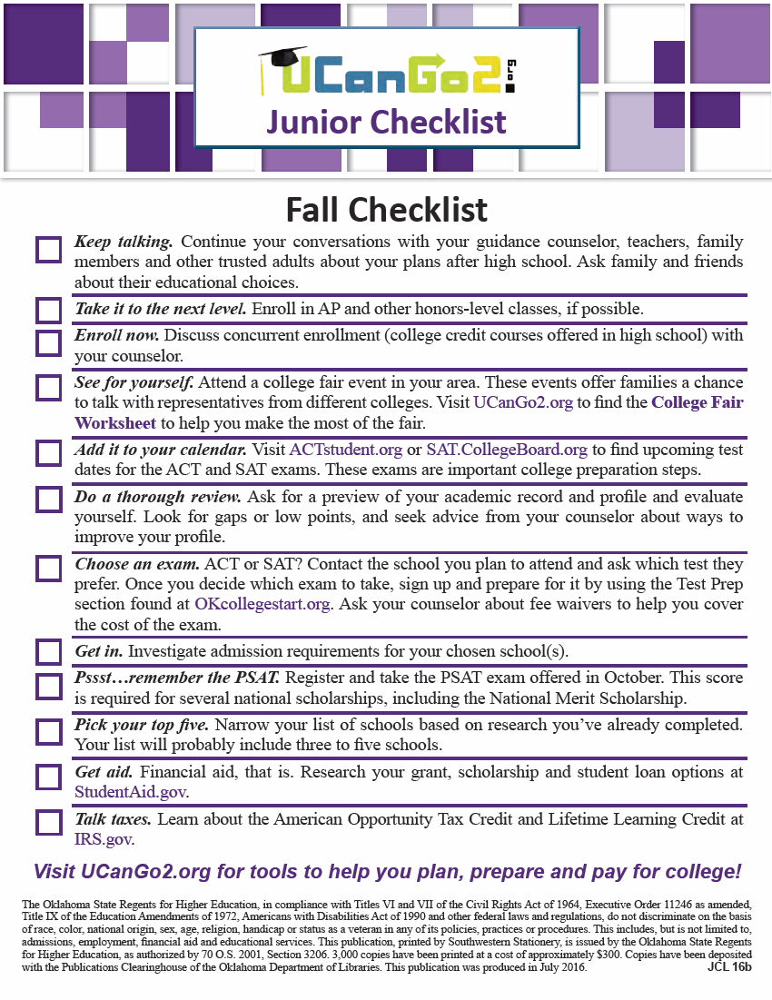 UCanGo2.org
Junior Checklist
Fall Checklist
Keep talking. Continue your conversations with your guidance counselor, teachers, family
members and other trusted adults about your plans after high school. Ask family and friends
about their educational choices.
Take it to the next level. Enroll in AP and other honors-level classes, if possible.
Enroll now. Discuss concurrent enrollment (college credit courses offered in high school) with
your counselor.
See for yourself. Attend a college fair event in your area. These events offer families a chance
to talk with representatives from different colleges. Visit UCanGo2.org to find the College Fair
Worksheet to help you make the most of the fair.
Add it to your calendar. Visit ACTstudent.org or SAT.CollegeBoard.org to find upcoming test
dates for the ACT and SAT exams. These exams are important college preparation steps.
Do a thorough review. Ask for a preview of your academic record and profile and evaluate
yourself. Look for gaps or low points, and seek advice from your counselor about ways to
improve your profile.
Choose an exam. ACT or SAT? Contact the school you plan to attend and ask which test they
prefer. Once you decide which exam to take, sign up and prepare for it by using the Test Prep
section found at OKcollegestart.org. Ask your counselor about fee waivers to help you cover
the cost of the exam.
Get in. Investigate admission requirements for your chosen school(s).
Pssst…remember the PSAT. Register and take the PSAT exam offered in October. This score
is required for several national scholarships, including the National Merit Scholarship.
Pick your top five. Narrow your list of schools based on research you’ve already completed.
Your list will probably include three to five schools.
Get aid. Financial aid, that is. Research your grant, scholarship and student loan options at
StudentAid.gov.
Talk taxes. Learn about the American Opportunity Tax Credit and Lifetime Learning Credit at
IRS.gov.
Visit UCanGo2.org for tools to help you plan, prepare and pay for college!
The Oklahoma State Regents for Higher Education, in compliance with Titles VI and VII of the Civil Rights Act of 1964, Executive Order 11246 as amended,
Title IX of the Education Amendments of 1972, Americans with Disabilities Act of 1990 and other federal laws and regulations, do not discriminate on the basis
of race, color, national origin, sex, age, religion, handicap or status as a veteran in any of its policies, practices or procedures. This includes, but is not limited to,
admissions, employment, financial aid and educational services. This publication, printed by Southwestern Stationery, is issued by the Oklahoma State Regents
for Higher Education, as authorized by 70 O.S. 2001, Section 3206. 3,000 copies have been printed at a cost of approximately $300. Copies have been deposited
with the Publications Clearinghouse of the Oklahoma Department of Libraries. This publication was produced in July 2016. JCL 16b